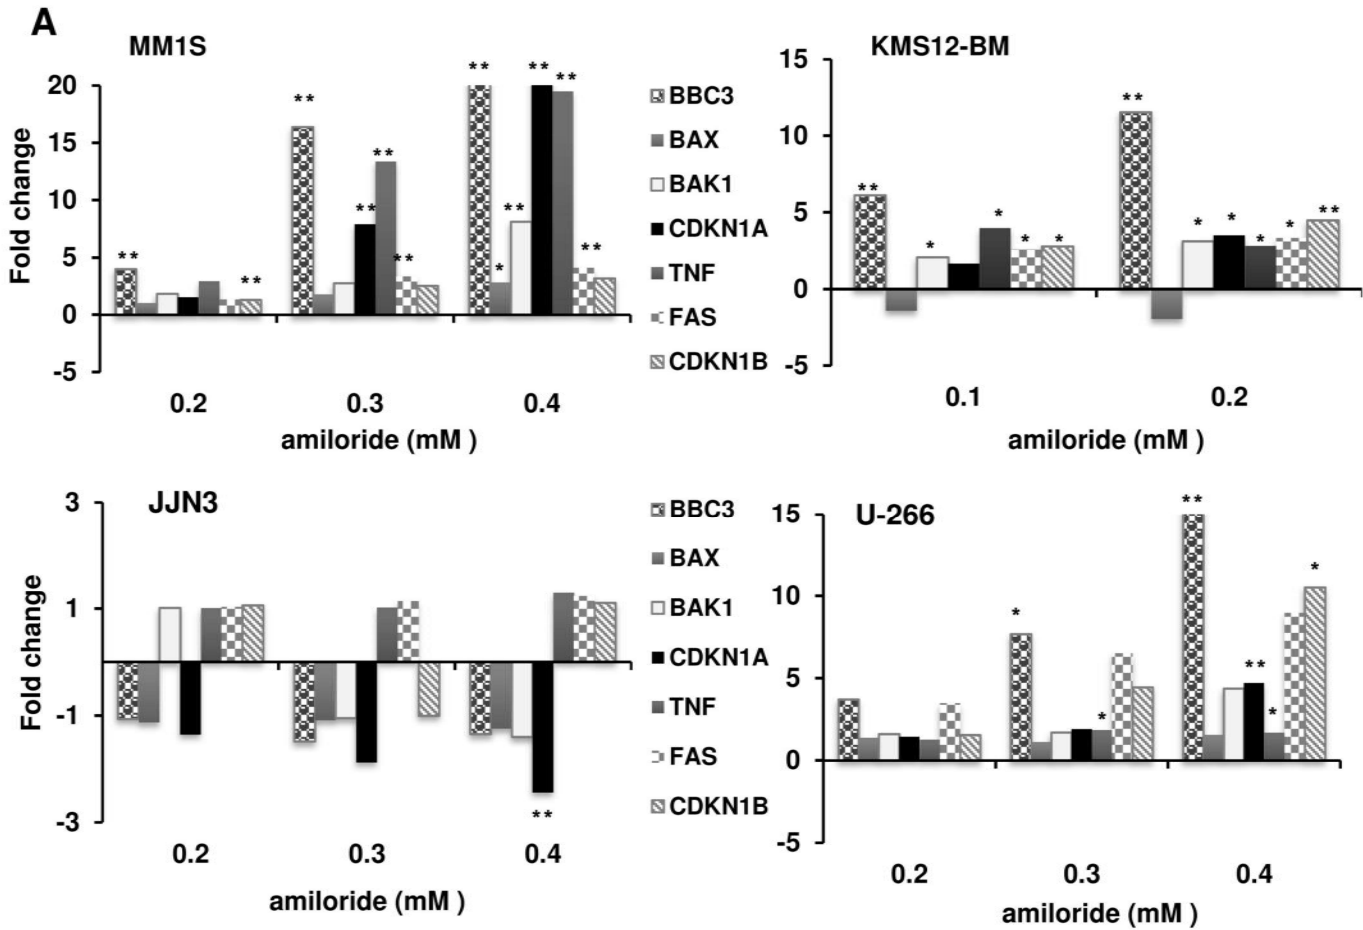 A
MM1S
Fold change
20
15
10
5
0
-5
**
**
**
**
**
**
**
*
**
**
**
**
0.2 0.3 0.4
amiloride (mM )
BBC3
BAX
BAK1
CDKN1A
TNF
FAS
CDKN1B
KMS12-BM
15
10
5
0
-5
**
*
*
*
*
**
*
*
*
*
**
0.1 0.2
amiloride (mM )
JJN3
Fold change
3
1
-1
-3
**
0.2 0.3 0.4
amiloride (mM )
BBC3
BAX
BAK1
CDKN1A
TNF
FAS
CDKN1B
U-266
15
10
5
0
-5
*
*
**
**
*
*
0.2 0.3 0.4
amiloride (mM )